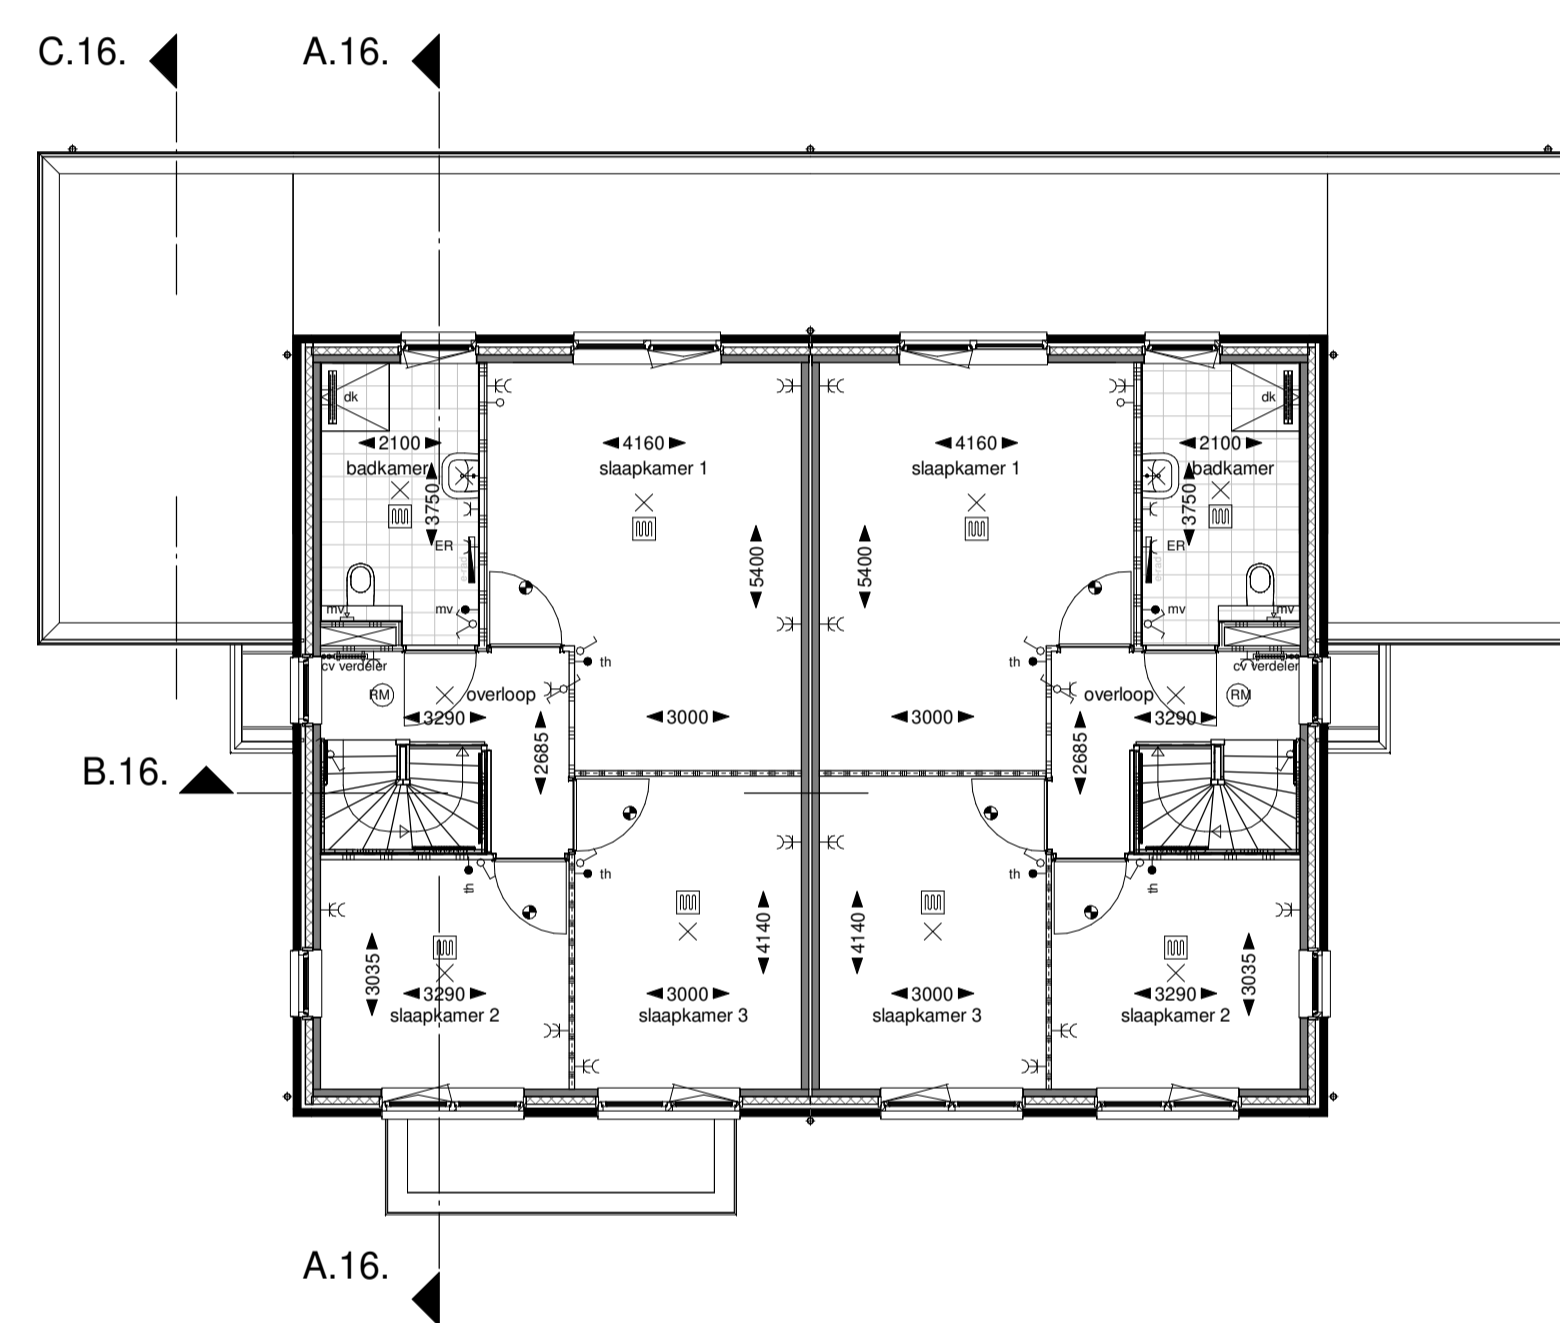 C.16.
A.16.
dk
dk
2100
4160
4160
2100
badkamer
slaapkamer 1
slaapkamer 1
badkamer
3750
3750
ER
ER
5400
5400
mv
mv
mv
mv
cv verdeler
th
th
cv verdeler
RM
overloop
overloop
RM
3290
3000
3000
3290
2685
2685
B.16.
th
th
th
th
4140
4140
3035
3035
3290
3000
3000
3290
slaapkamer 2
slaapkamer 3
slaapkamer 3
slaapkamer 2
A.16.